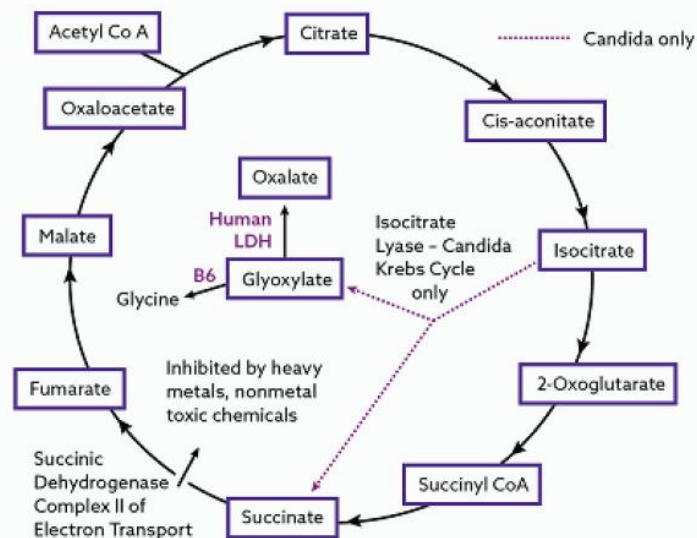 Acetyl Co A
Citrate
Candida only
Oxaloacetate
Cis-aconitate
Oxalate
Human
LDH
Isocitrate
Lyase – Candida
Krebs Cycle
only
Malate
Isocitrate
B6
Glyoxylate
Glycine
Inhibited by heavy
metals, nonmetal
toxic chemicals
Fumarate
2-Oxoglutarate
Succinic
Dehydrogenase
Complex II of
Electron Transport
Succinyl CoA
Succinate